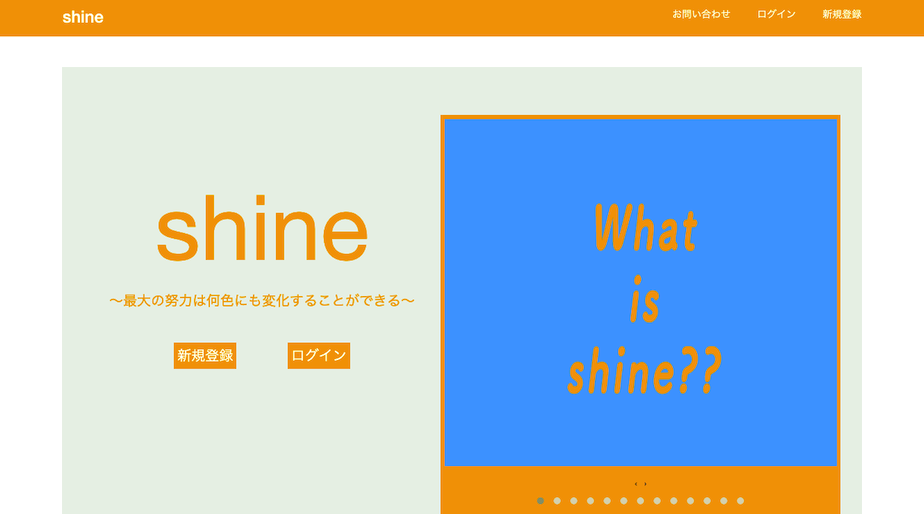 shine
お問い合わせ
ログイン
新規登録
shine
〜最大の努力は何色にも変化することができる〜
新規登録
ログイン
What
is
shine??
‹ ›